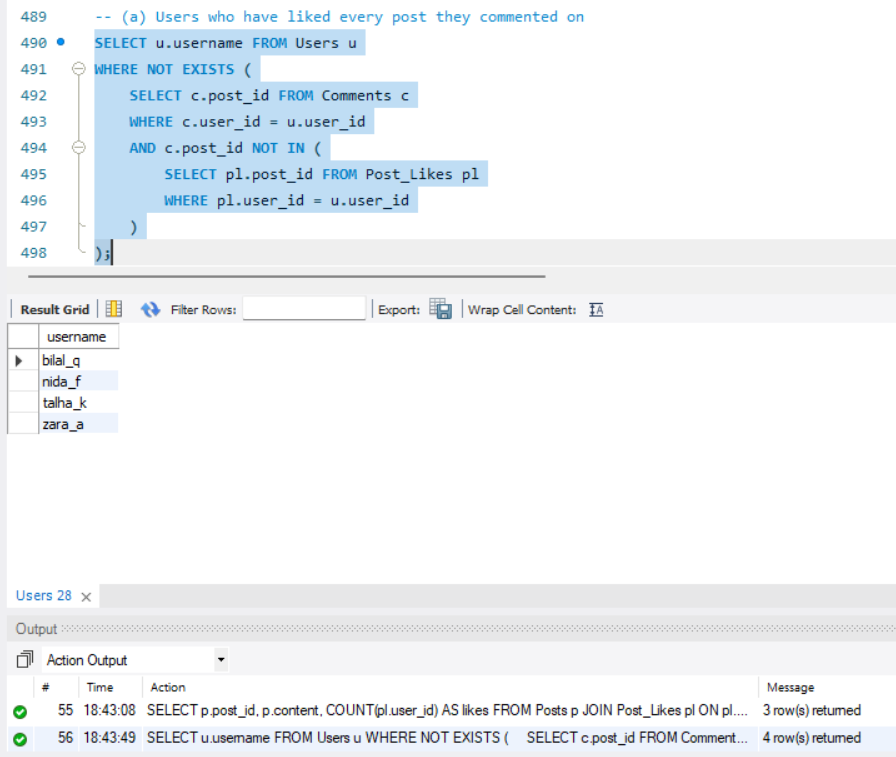 489 -- (a) Users who have liked every post they commented on
490 SELECT u.username FROM Users u
491 WHERE NOT EXISTS (
492 SELECT c.post_id FROM Comments c
493 WHERE c.user_id = u.user_id
494 AND c.post_id NOT IN (
495 SELECT pl.post_id FROM Post_Likes pl
496 WHERE pl.user_id = u.user_id
497 )
498 );
Result Grid Filter Rows: Export: Wrap Cell Content: IA
username
bilal_q
nida_f
talha_k
zara_a
Users 28 ×
Output
Action Output
# Time Action Message
55 18:43:08 SELECT p.post_id, p.content, COUNT(pl.user_id) AS likes FROM Posts p JOIN Post_Likes pl ON pl.... 3 row(s) returned
56 18:43:49 SELECT u.username FROM Users u WHERE NOT EXISTS ( SELECT c.post_id FROM Comment... 4 row(s) returned